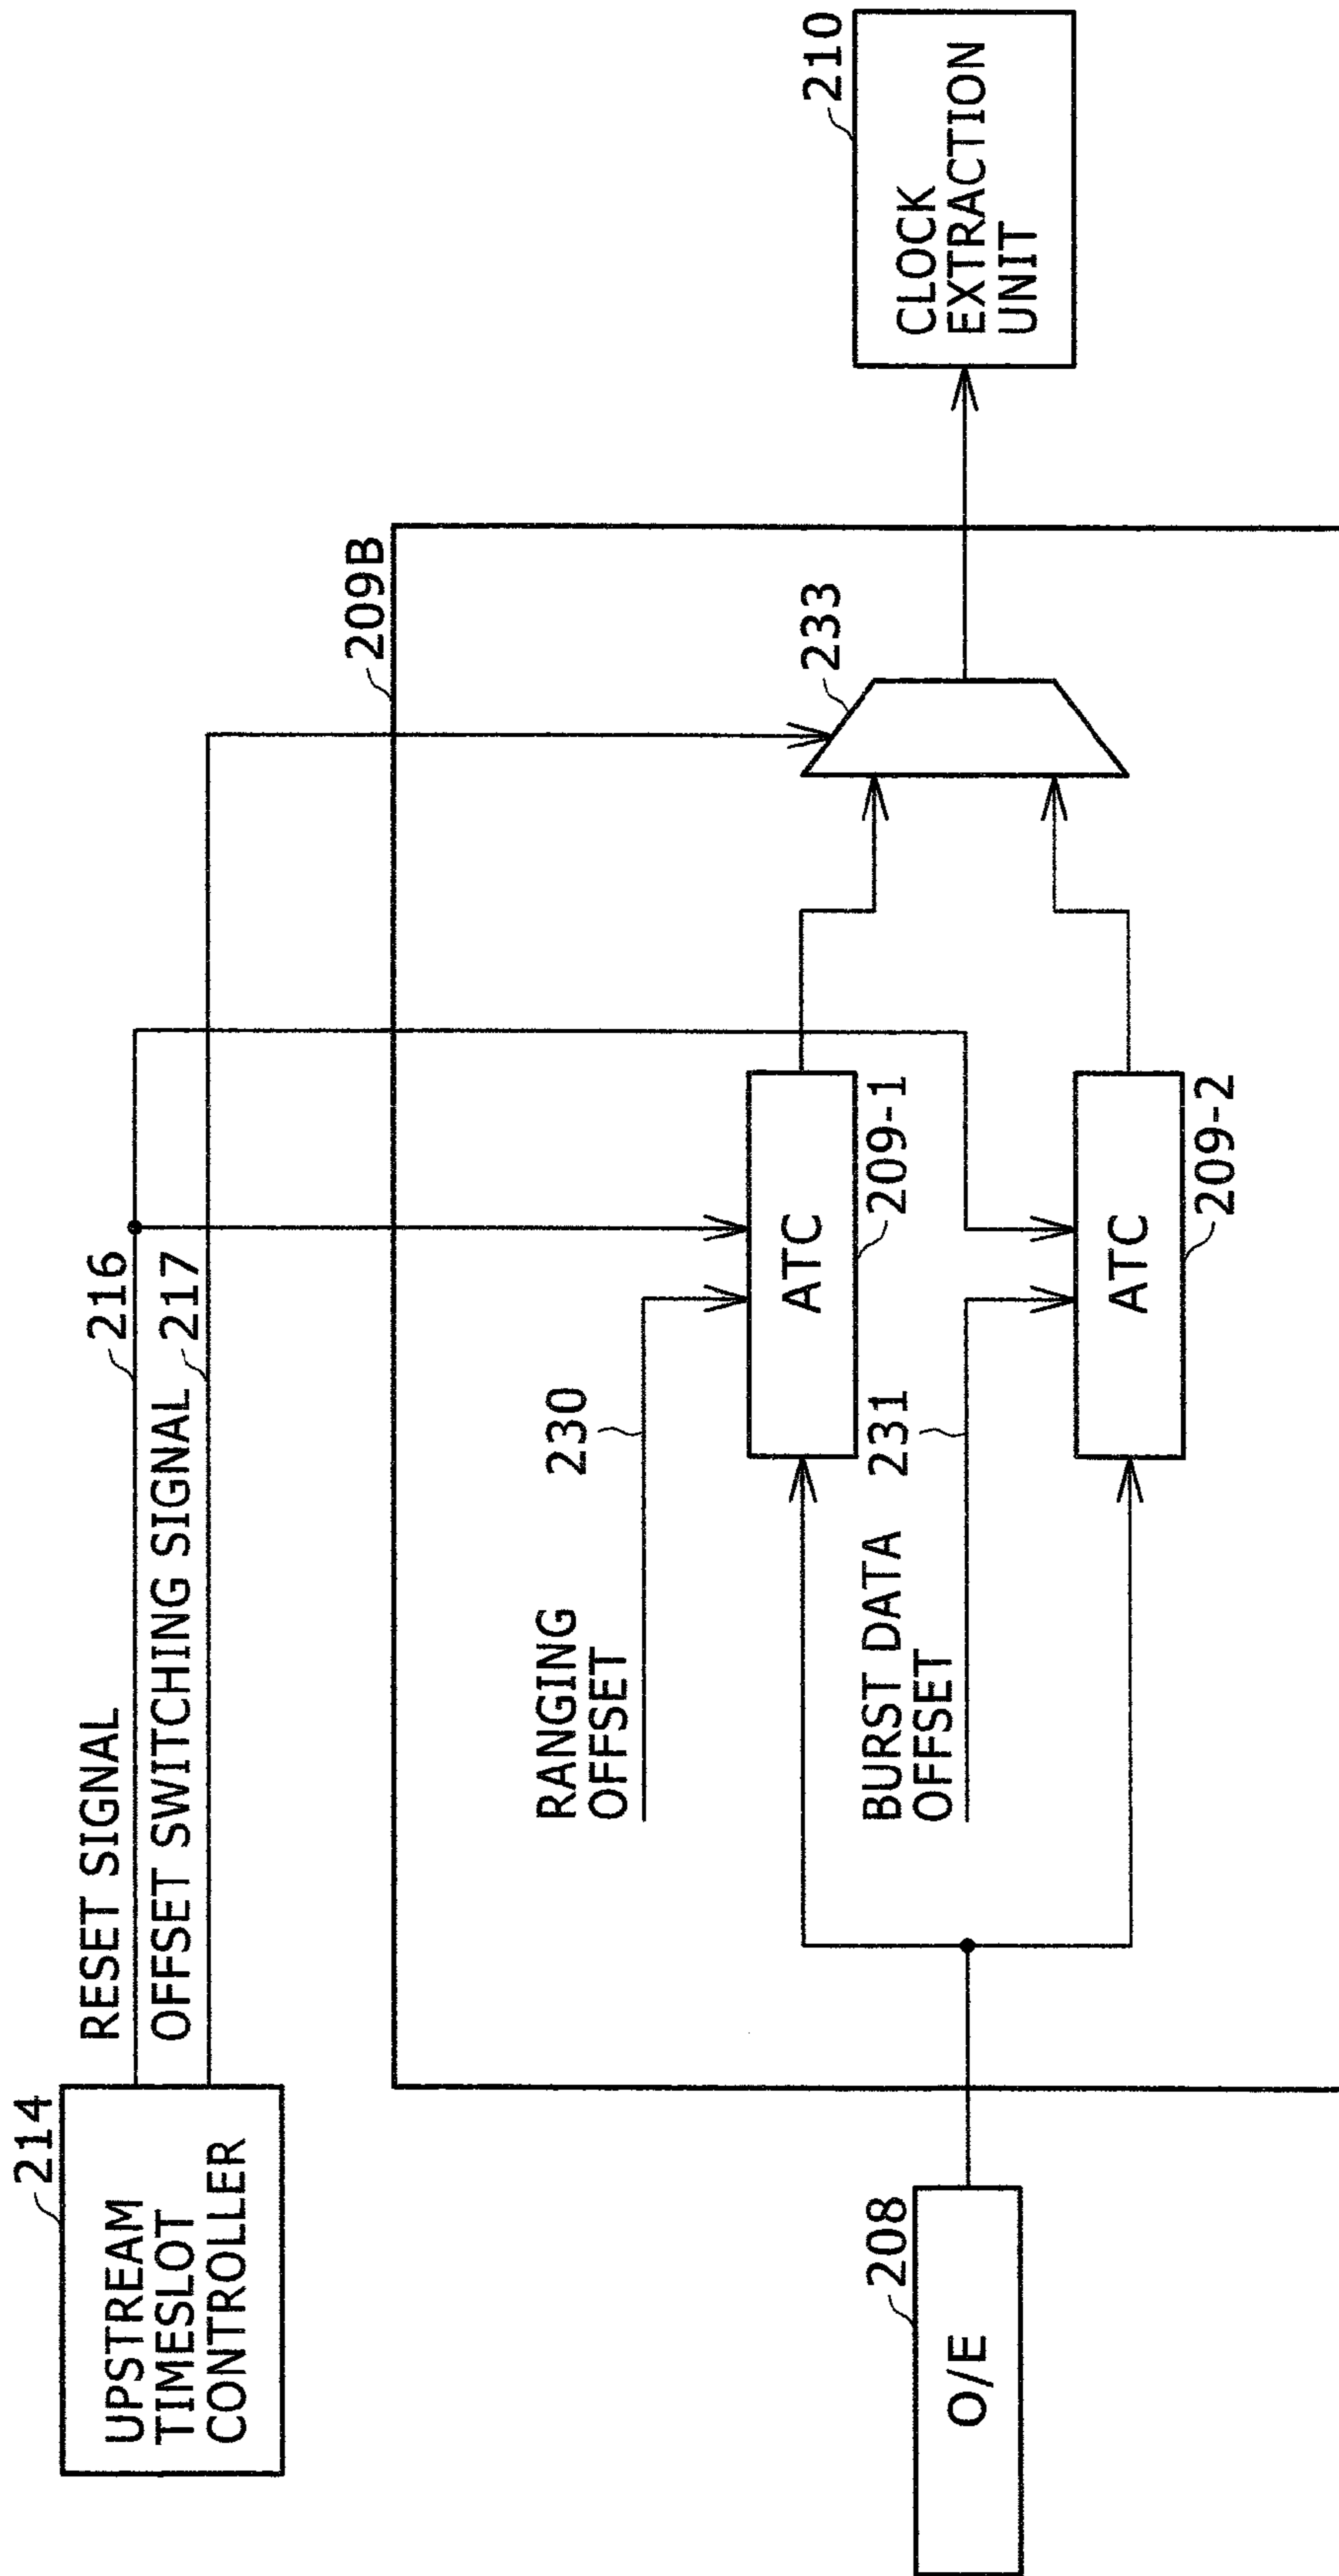 214
UPSTREAM
TIMESLOT
CONTROLLER
RESET SIGNAL
216
OFFSET SWITCHING SIGNAL
217
209B
RANGING
OFFSET
230
ATC
209-1
233
BURST DATA
OFFSET
231
ATC
209-2
208
O/E
210
CLOCK
EXTRACTION
UNIT